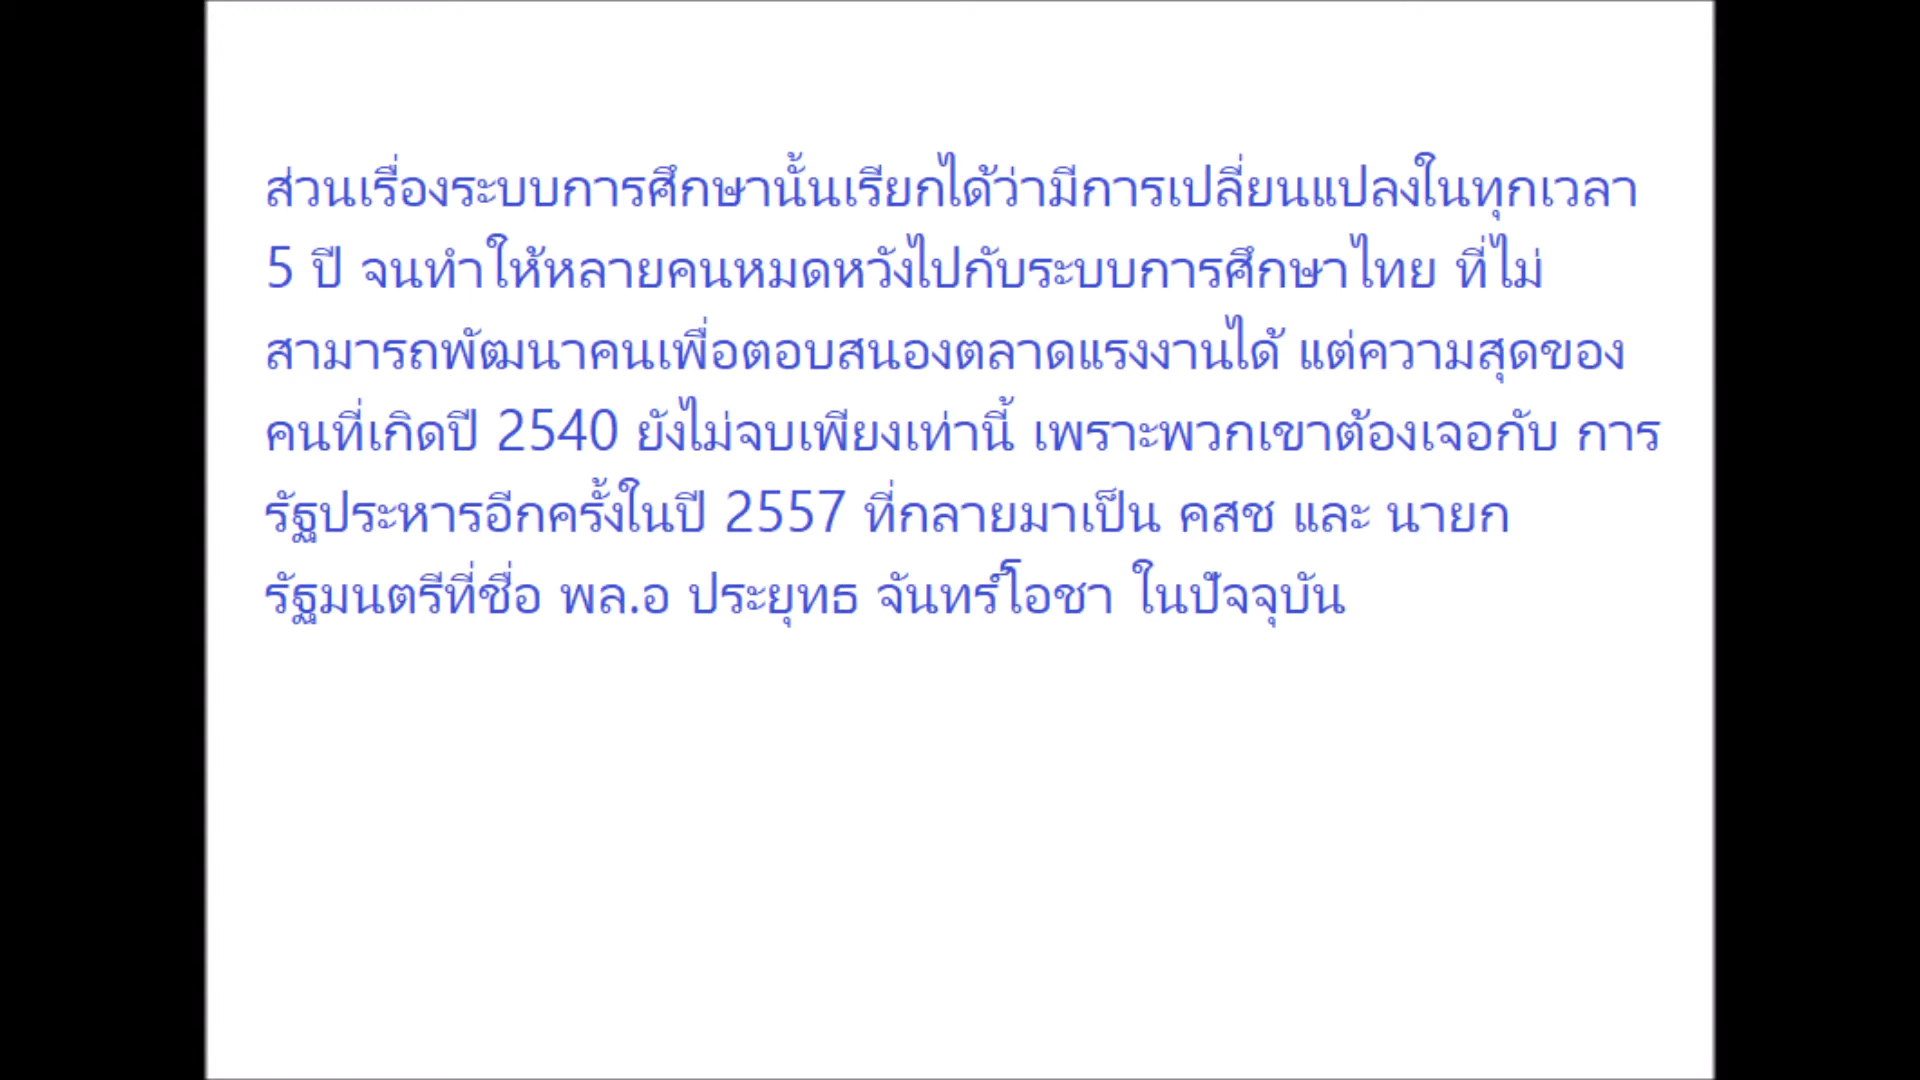 ส่วนเรื่องระบบการศึกษานั้นเรียกได้ว่ามีการเปลี่ยนแปลงในทุกเวลา
5 ปี จนทำให้หลายคนหมดหวังไปกับระบบการศึกษาไทย ที่ไม่
สามารถพัฒนาคนเพื่อตอบสนองตลาดแรงงานได้ แต่ความสุดของ
คนที่เกิดปี 2540 ยังไม่จบเพียงเท่านี้ เพราะพวกเขาต้องเจอกับ การ
รัฐประหารอีกครั้งในปี 2557 ที่กลายมาเป็น คสช และ นายก
รัฐมนตรีที่ชื่อ พล.อ ประยุทธ จันทร์โอชา ในปัจจุบัน